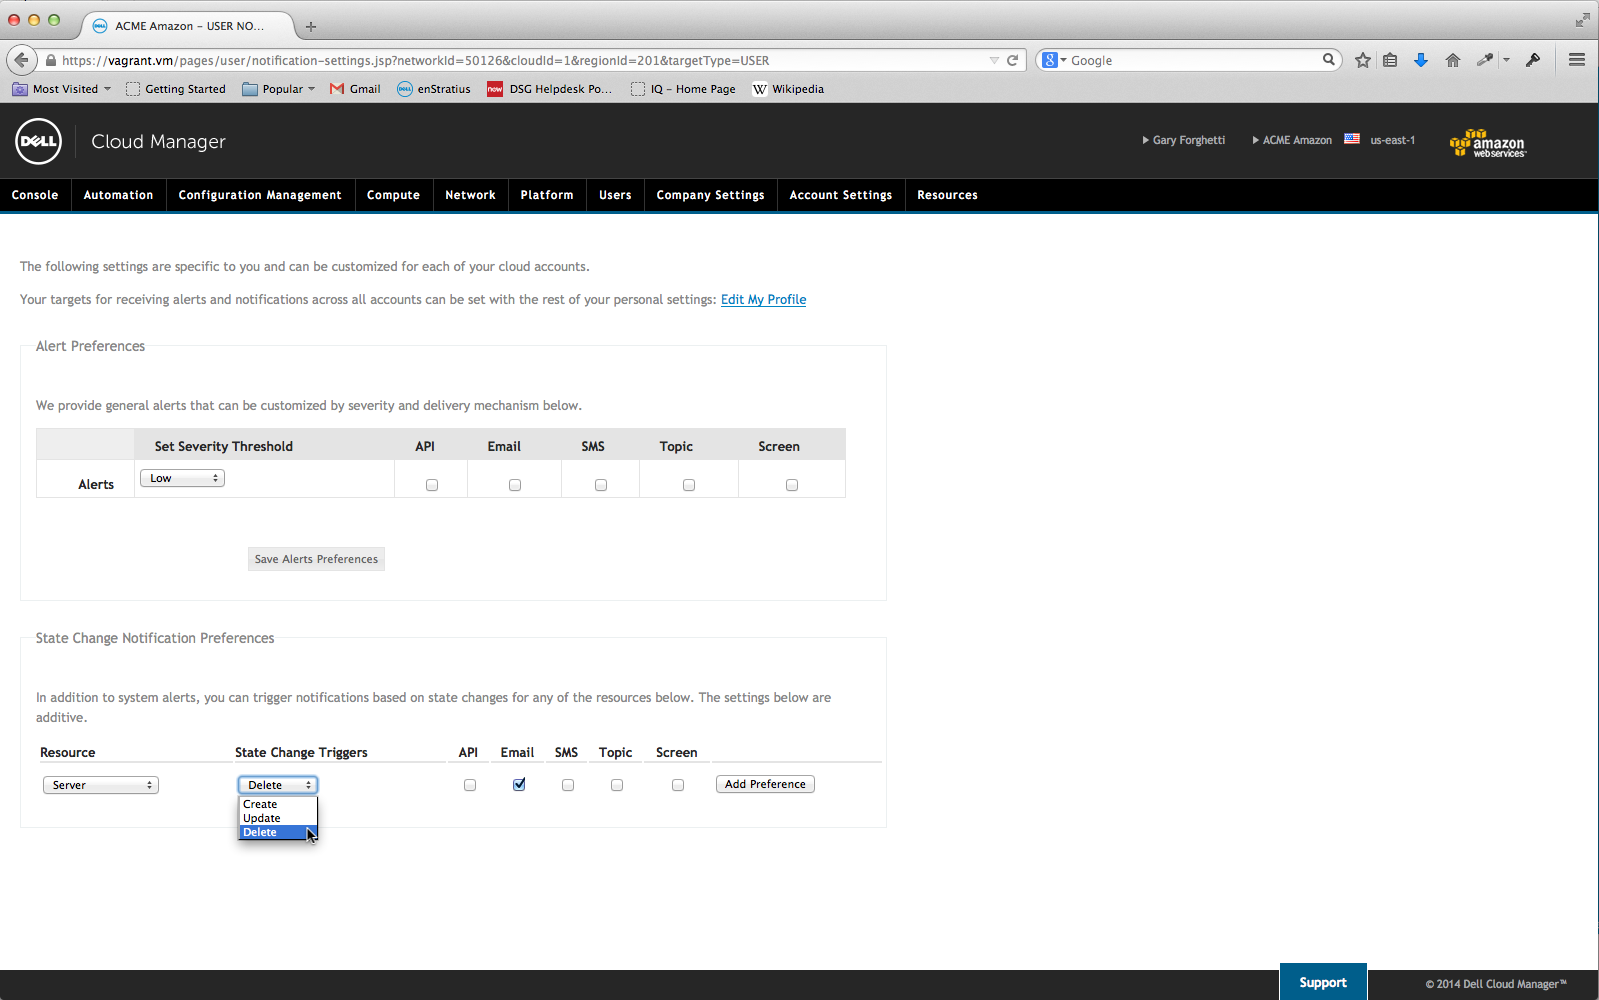 ACME Amazon – USER NO...
https://vagrant.vm/pages/user/notification-settings.jsp?networkId=50126&cloudId=1&regionId=201&targetType=USER
8 Google
Most Visited Getting Started Popular Gmail DELL enStratius now DSG Helpdesk Po... IQ – Home Page W Wikipedia
DELL Cloud Manager Gary Forghetti ACME Amazon us-east-1 amazon webservices™
Console Automation Configuration Management Compute Network Platform Users Company Settings Account Settings Resources
The following settings are specific to you and can be customized for each of your cloud accounts.
Your targets for receiving alerts and notifications across all accounts can be set with the rest of your personal settings: Edit My Profile
Alert Preferences
We provide general alerts that can be customized by severity and delivery mechanism below.
Set Severity Threshold API Email SMS Topic Screen
Alerts Low
Save Alerts Preferences
State Change Notification Preferences
In addition to system alerts, you can trigger notifications based on state changes for any of the resources below. The settings below are
additive.
Resource State Change Triggers API Email SMS Topic Screen
Server Delete Add Preference
Create
Update
Delete
Support © 2014 Dell Cloud Manager™